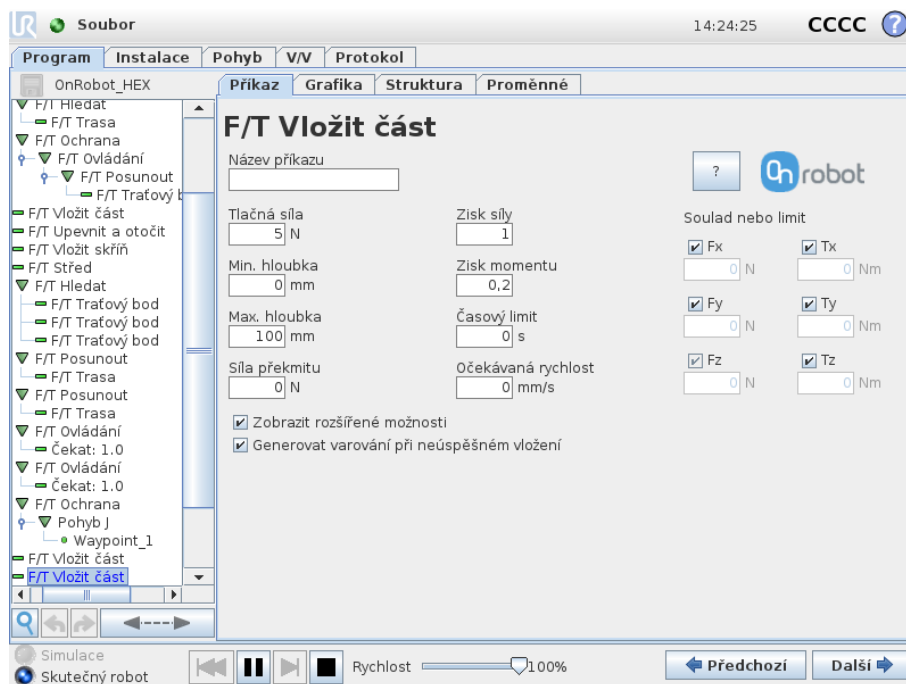 Soubor
14:24:25
CCCC
?
Program Instalace Pohyb V/V Protokol
OnRobot_HEX
Příkaz Grafika Struktura Proměnné
F/T Hledat
F/T Trasa
F/T Ochrana
F/T Ovládání
F/T Posunout
F/T Traťový b
F/T Vložit část
F/T Upevnit a otočit
F/T Vložit skříň
F/T Střed
F/T Hledat
F/T Traťový bod
F/T Traťový bod
F/T Traťový bod
F/T Posunout
F/T Trasa
F/T Posunout
F/T Trasa
F/T Ovládání
Čekat: 1.0
F/T Ovládání
Čekat: 1.0
F/T Ochrana
Pohyb J
Waypoint_1
F/T Vložit část
F/T Vložit část
F/T Vložit část
Název příkazu
?
On robot
Tlačná síla
5 N
Zisk síly
1
Soulad nebo limit
Fx
0 N
Tx
0 Nm
Min. hloubka
0 mm
Zisk momentu
0,2
Fy
0 N
Ty
0 Nm
Max. hloubka
100 mm
Časový limit
0 s
Fz
0 N
Tz
0 Nm
Síla překmitu
0 N
Očekávaná rychlost
0 mm/s
Zobrazit rozšířené možnosti
Generovat varování při neúspěšném vložení
Simulace
Skutečný robot
Rychlost
100%
Předchozí
Další